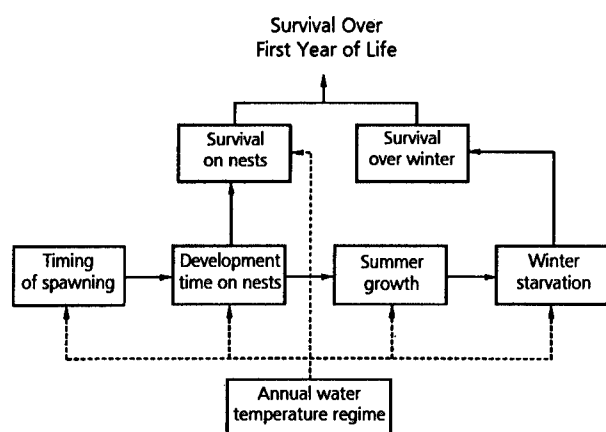 Survival Over
First Year of Life
Survival
on nests
Survival
over winter
Timing
of spawning
Development
time on nests
Summer
growth
Winter
starvation
Annual water
temperature regime